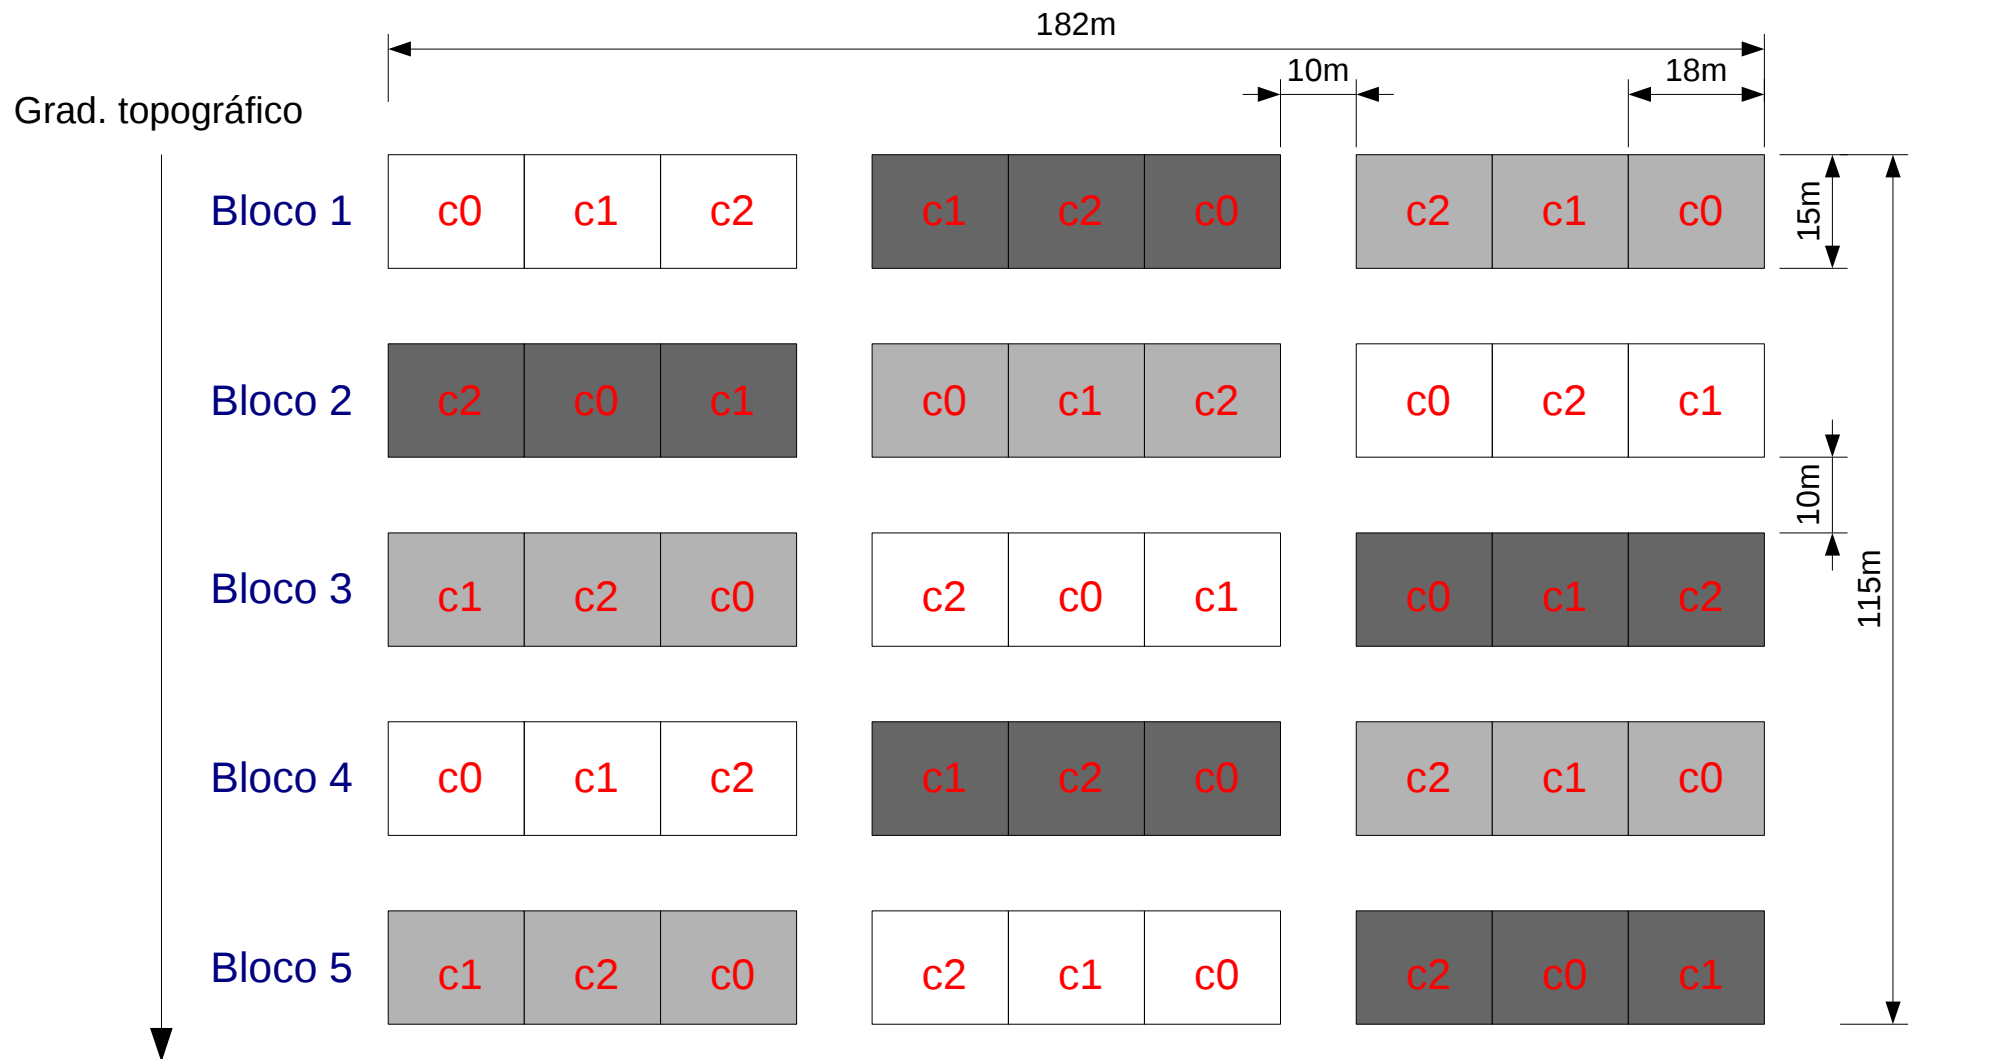 182m
10m 18m
Grad. topográfico
Bloco 1 c0 c1 c2 c1 c2 c0 c2 c1 c0 15m
Bloco 2 c2 c0 c1 c0 c1 c2 c0 c2 c1
10m
Bloco 3 c1 c2 c0 c2 c0 c1 c0 c1 c2
115m
Bloco 4 c0 c1 c2 c1 c2 c0 c2 c1 c0
Bloco 5 c1 c2 c0 c2 c1 c0 c2 c0 c1